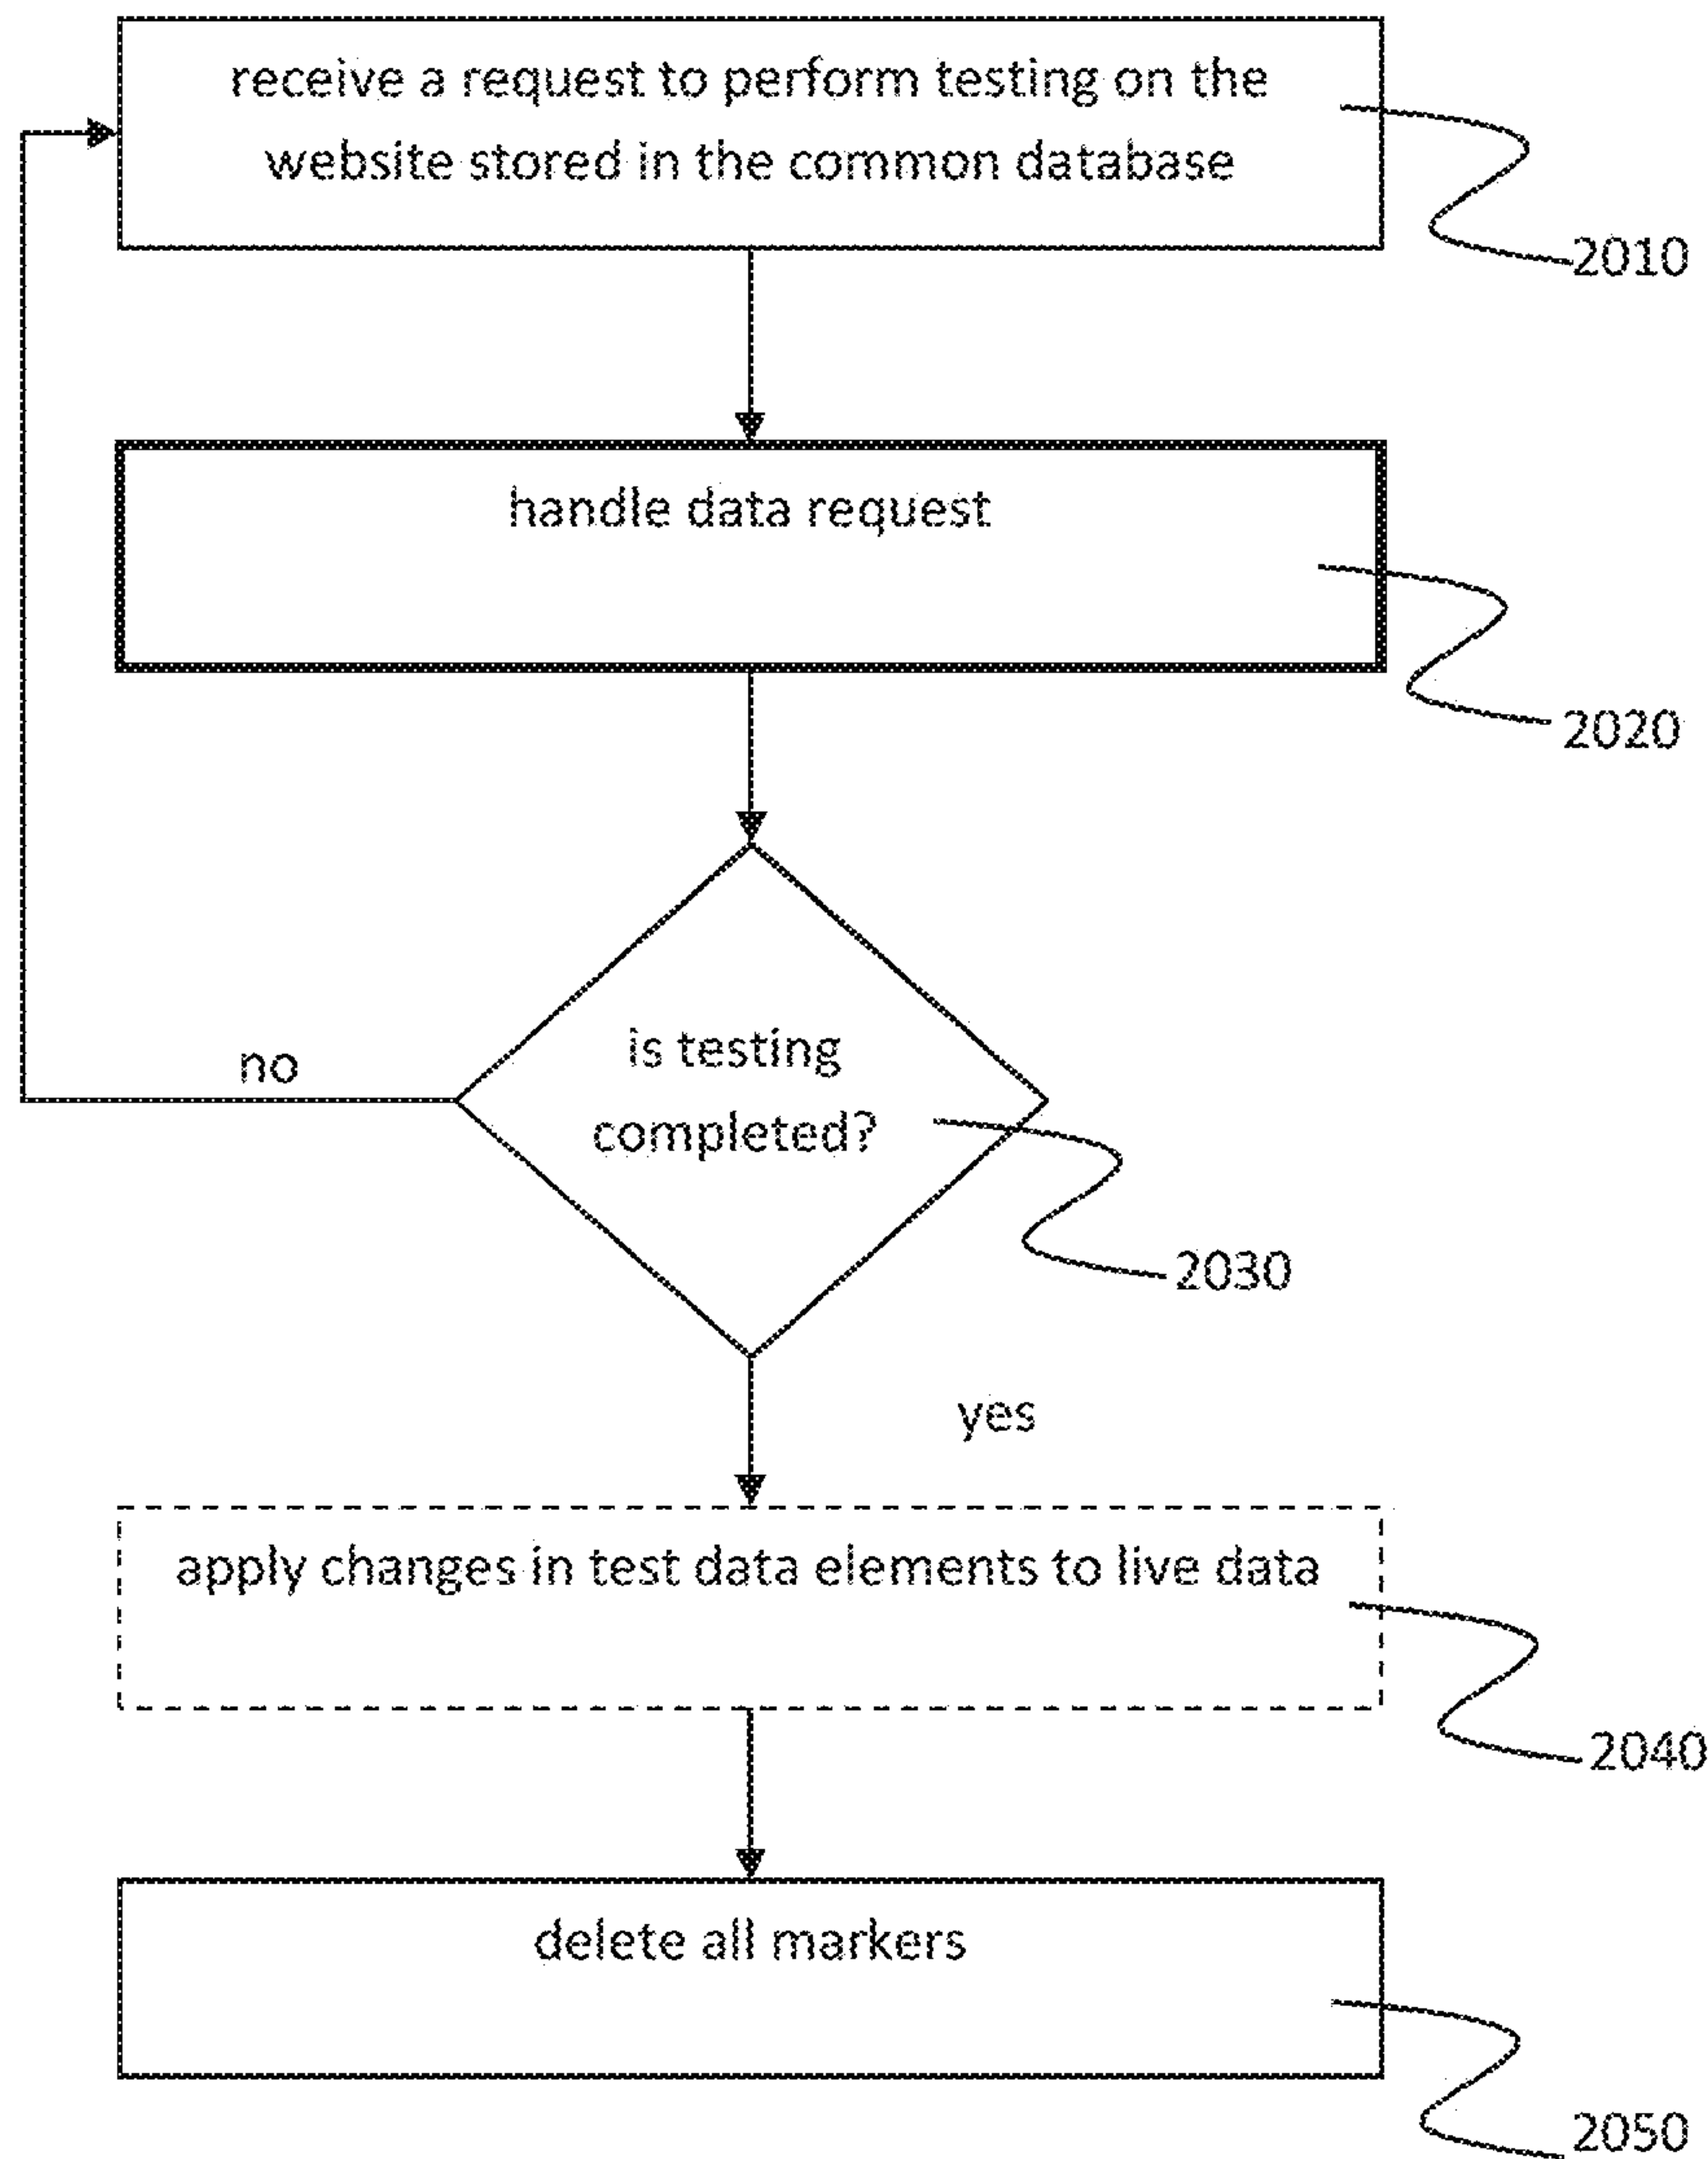 receive a request to perform testing on the
website stored in the common database
2010
handle data request
2020
is testing
completed?
no
2030
yes
apply changes in test data elements to live data
2040
delete all markers
2050